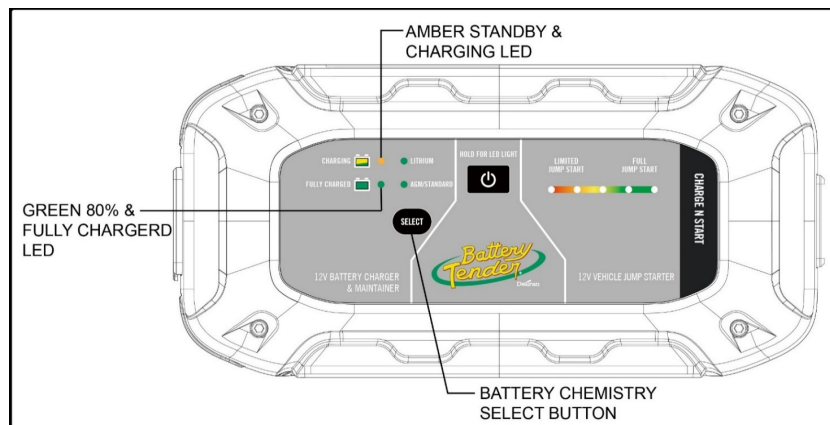 AMBER STANDBY &
CHARGING LED
CHARGING
LITHIUM
FULLY CHARGED
AGM/STANDARD
HOLD FOR LED LIGHT
LIMITED
JUMP START
FULL
JUMP START
CHARGE N START
GREEN 80% &
FULLY CHARGERD
LED
SELECT
Battery
Tender
Deltran
12V BATTERY CHARGER
& MAINTAINER
12V VEHICLE JUMP STARTER
BATTERY CHEMISTRY
SELECT BUTTON